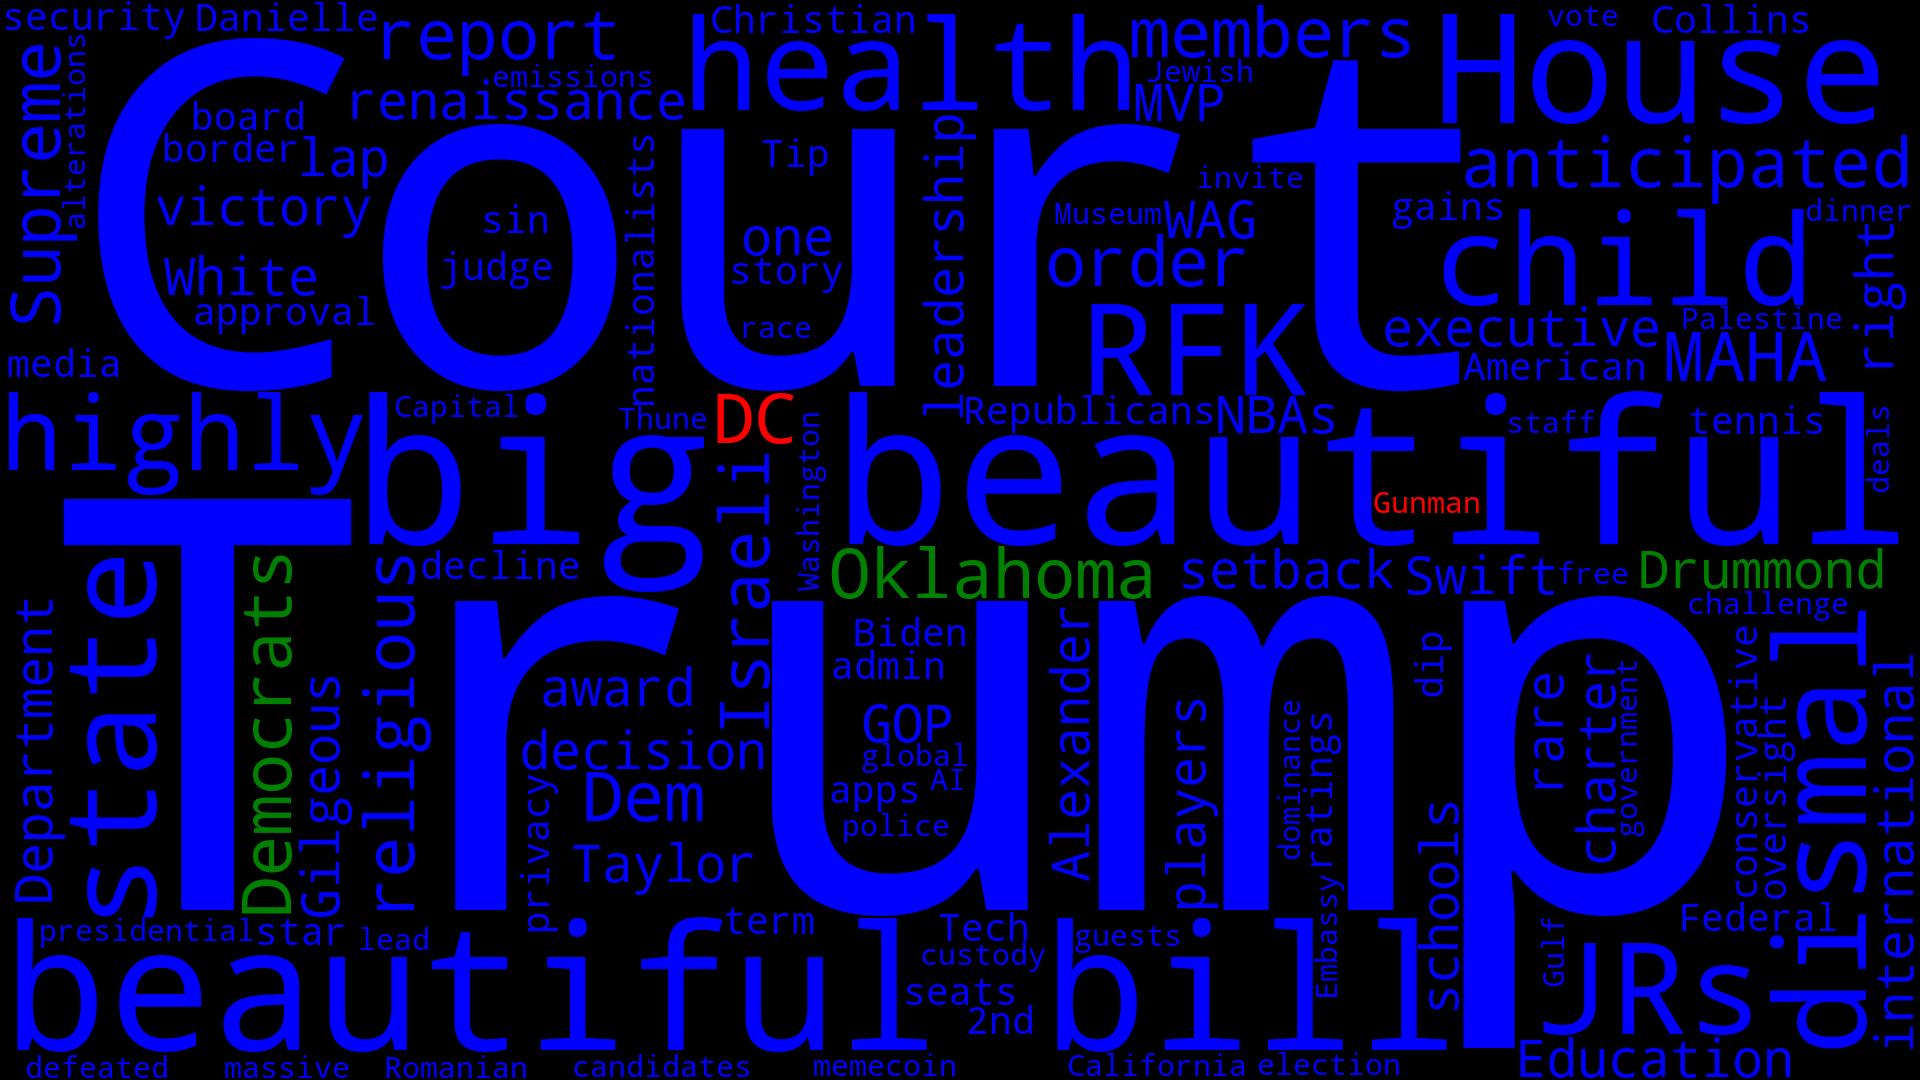 security
Danielle
report
Christian
health
members
House
vote
Collins
Supreme
alterations
Court
emissions
renaissance
Jewish
MVP
board
border
lap
victory
White
approval
sin
judge
nationalists
Tip
one
story
race
leadership
invite
Museum
WAG
order
RFK
anticipated
gains
dinner
child
right
executive
Palestine
American
MAHA
media
highly
big
Capital
Thune
DC
Washington
Israeli
beautiful
Republicans
NBAs
staff
tennis
deals
Gunman
decline
Oklahoma
setback
Swift
free
Drummond
challenge
Trump
Department
state
Democrats
Gilgeous
religious
award
decision
Dem
privacy
Taylor
Biden
admin
GOP
global
apps
AI
police
Alexander
players
dominance
ratings
Embassy
dip
schools
rare
charter
government
conservative
oversight
dismal
international
Federal
presidential
star
lead
beautiful
term
Tech
custody
seats
2nd
guests
bill
Gulf
JRs
Education
defeated
massive
Romanian
candidates
memecoin
California
election